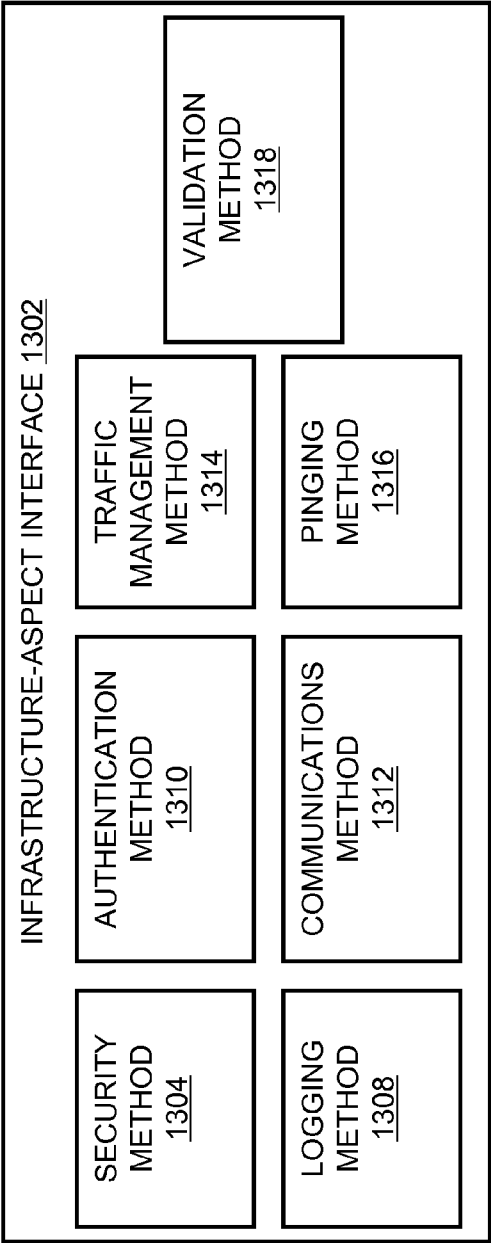 INFRASTRUCTURE-ASPECT INTERFACE 1302
SECURITY
METHOD
1304
AUTHENTICATION
METHOD
1310
TRAFFIC
MANAGEMENT
METHOD
1314
VALIDATION
METHOD
1318
LOGGING
METHOD
1308
COMMUNICATIONS
METHOD
1312
PINGING
METHOD
1316